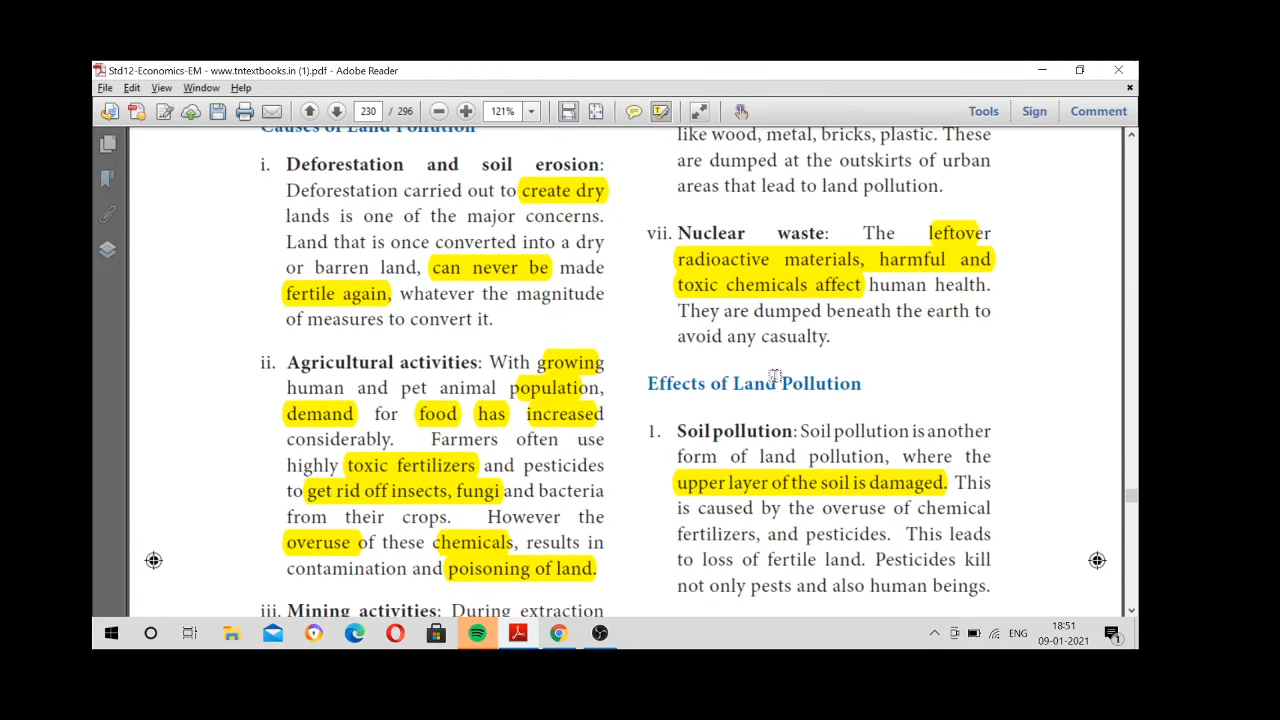 Std12-Economics-EM - www.tntextbooks.in (1).pdf - Adobe Reader
File Edit View Window Help
230 / 296 121% Tools Sign Comment
Causes of Land Pollution
i. Deforestation and soil erosion:
Deforestation carried out to create dry
lands is one of the major concerns.
Land that is once converted into a dry
or barren land, can never be made
fertile again, whatever the magnitude
of measures to convert it.
ii. Agricultural activities: With growing
human and pet animal population,
demand for food has increased
considerably. Farmers often use
highly toxic fertilizers and pesticides
to get rid off insects, fungi and bacteria
from their crops. However the
overuse of these chemicals, results in
contamination and poisoning of land.
iii. Mining activities: During extraction
like wood, metal, bricks, plastic. These
are dumped at the outskirts of urban
areas that lead to land pollution.
vii. Nuclear waste: The leftover
radioactive materials, harmful and
toxic chemicals affect human health.
They are dumped beneath the earth to
avoid any casualty.
Effects of Land Pollution
1. Soil pollution: Soil pollution is another
form of land pollution, where the
upper layer of the soil is damaged. This
is caused by the overuse of chemical
fertilizers, and pesticides. This leads
to loss of fertile land. Pesticides kill
not only pests and also human beings.
ENG
18:51
09-01-2021
1